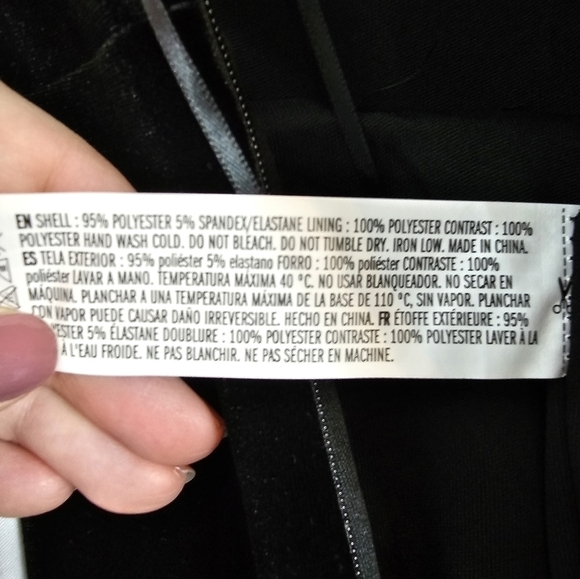 EN SHELL : 95% POLYESTER 5% SPANDEX/ELASTANE LINING : 100% POLYESTER CONTRAST : 100%
POLYESTER HAND WASH COLD. DO NOT BLEACH. DO NOT TUMBLE DRY. IRON LOW. MADE IN CHINA.
ES TELA EXTERIOR : 95% poliéster 5% elastano FORRO : 100% poliéster CONTRASTE : 100%
poliéster LAVAR A MANO. TEMPERATURA MÁXIMA 40 °C. NO USAR BLANQUEADOR. NO SECAR EN
MÁQUINA. PLANCHAR A UNA TEMPERATURA MÁXIMA DE LA BASE DE 110 °C, SIN VAPOR. PLANCHAR
CON VAPOR PUEDE CAUSAR DAÑO IRREVERSIBLE. HECHO EN CHINA. FR ÉTOFFE EXTÉRIEURE : 95%
5% ÉLASTANE DOUBLURE : 100% POLYESTER CONTRASTE : 100% POLYESTER LAVER À LA
À L'EAU FROIDE. NE PAS BLANCHIR. NE PAS SÉCHER EN MACHINE.